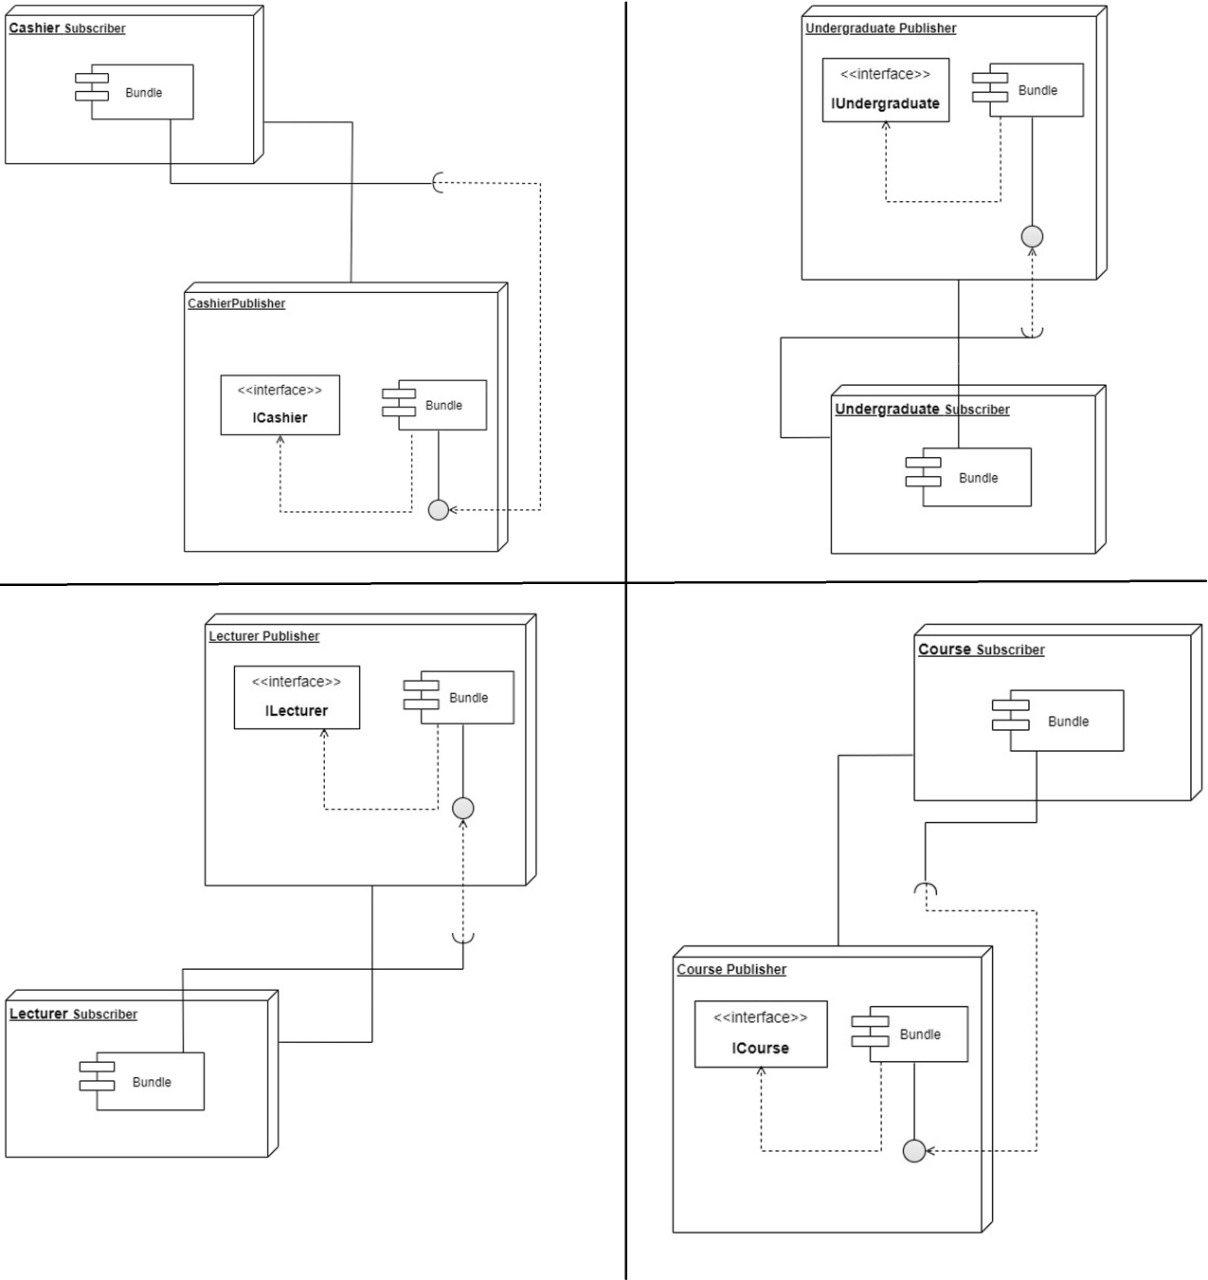 Cashier Subscriber
Bundle
CashierPublisher
<<interface>>
ICashier
Bundle
Undergraduate Publisher
<<interface>>
IUndergraduate
Bundle
Undergraduate Subscriber
Bundle
Lecturer Publisher
<<interface>>
ILecturer
Bundle
Lecturer Subscriber
Bundle
Course Subscriber
Bundle
Course Publisher
<<interface>>
ICourse
Bundle